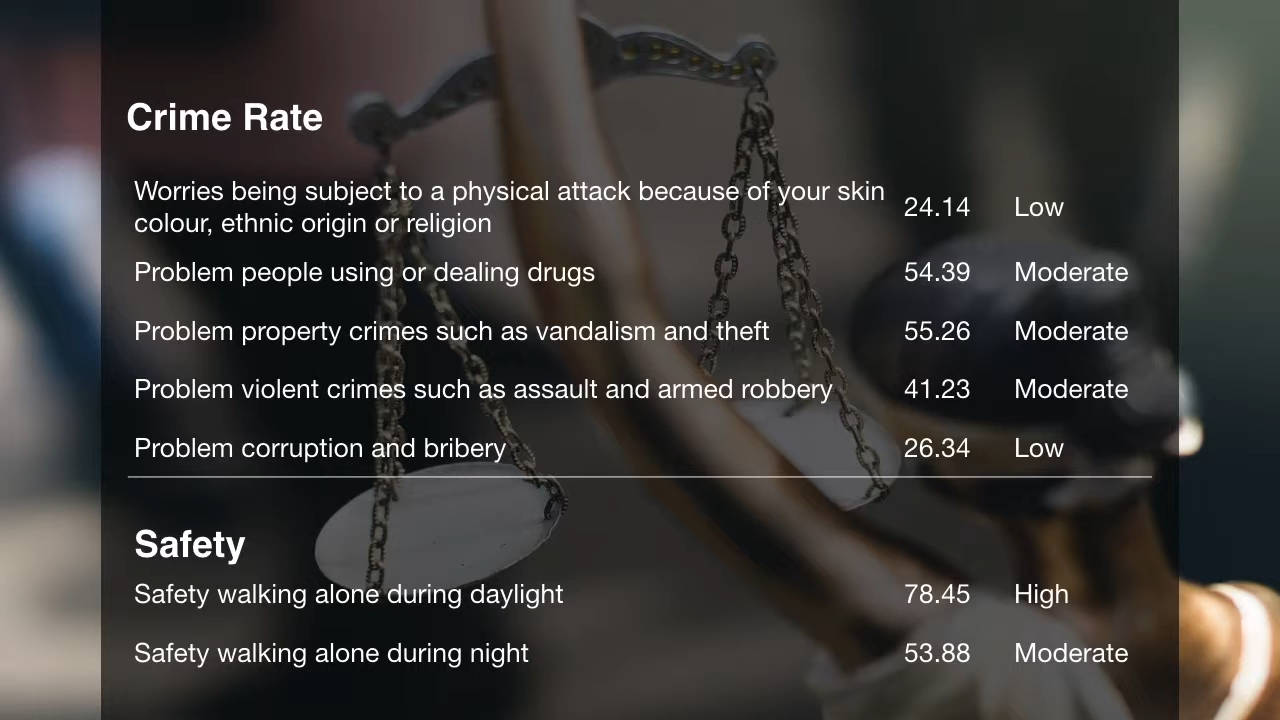 Crime Rate
Worries being subject to a physical attack because of your skin
colour, ethnic origin or religion 24.14 Low
Problem people using or dealing drugs 54.39 Moderate
Problem property crimes such as vandalism and theft 55.26 Moderate
Problem violent crimes such as assault and armed robbery 41.23 Moderate
Problem corruption and bribery 26.34 Low
Safety
Safety walking alone during daylight 78.45 High
Safety walking alone during night 53.88 Moderate